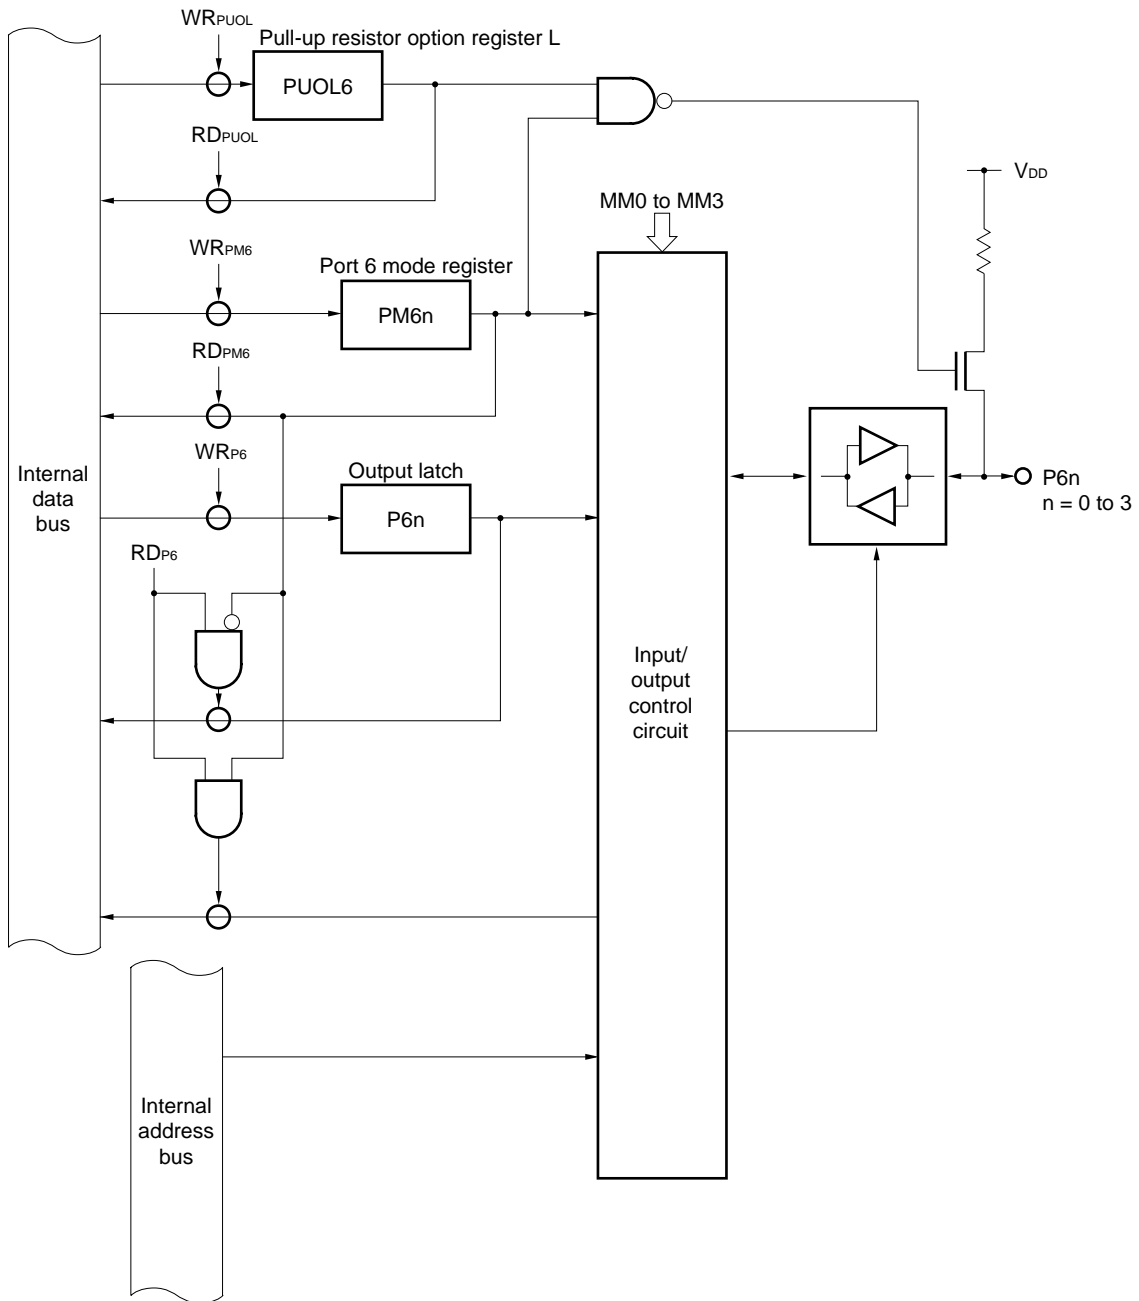 WRPUOL
Pull-up resistor option register L
PUOL6
RDPUOL
VDD
MM0 to MM3
WRPM6
Port 6 mode register
PM6n
RDPM6
WRP6
Output latch
P6n
Internal
data
bus
P6n
n = 0 to 3
RDP6
Input/
output
control
circuit
Internal
address
bus